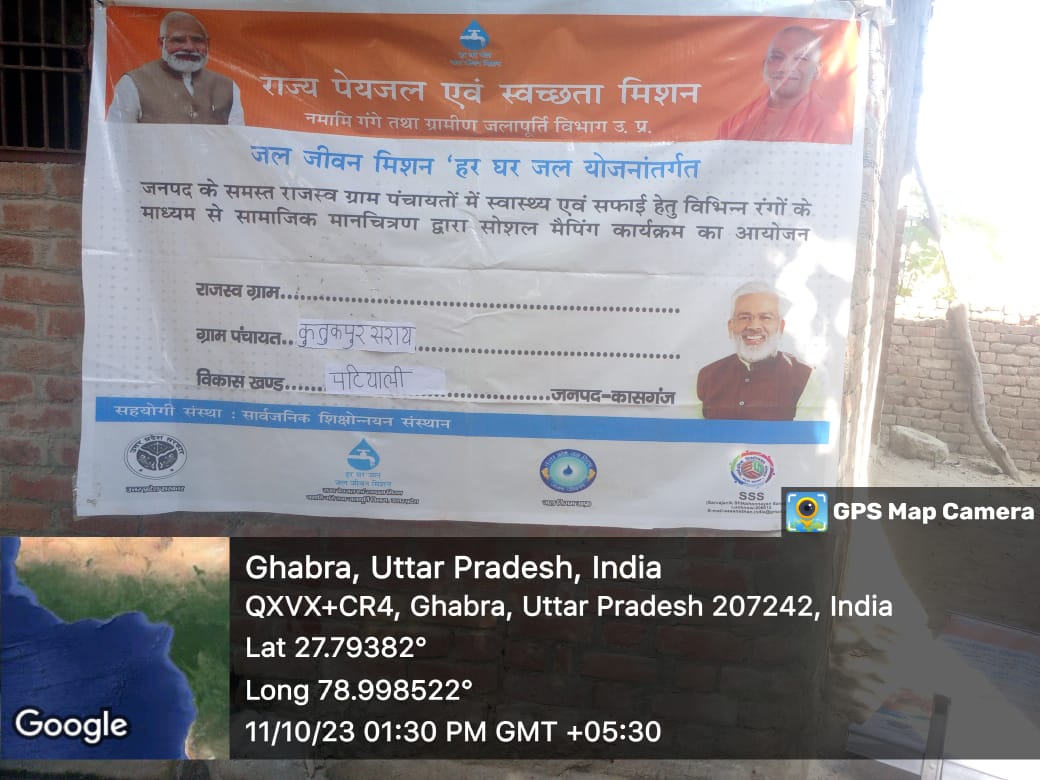 राज्य पेयजल एवं स्वच्छता मिशन
नमामि गंगे तथा ग्रामीण जलापूर्ति विभाग उ. प्र.
जल जीवन मिशन 'हर घर जल योजनांतर्गत
जनपद के समस्त राजस्व ग्राम पंचायतों में स्वास्थ्य एवं सफाई हेतु विभिन्न रंगों के
माध्यम से सामाजिक मानचित्रण द्वारा सोशल मैपिंग कार्यक्रम का आयोजन
राजस्व ग्राम
ग्राम पंचायत कुतुकपुर सराय
विकास खण्ड पटियाली जनपद-कासगंज
सहयोगी संस्था : सार्वजनिक शिक्षोन्नयन संस्थान
उत्तर प्रदेश सरकार
हर घर जल
जल जीवन मिशन
SSS
GPS Map Camera
Ghabra, Uttar Pradesh, India
QXVX+CR4, Ghabra, Uttar Pradesh 207242, India
Lat 27.79382°
Long 78.998522°
11/10/23 01:30 PM GMT +05:30
Google